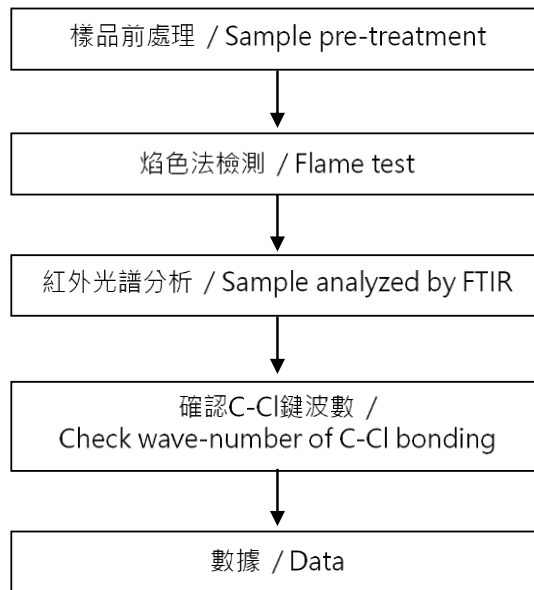 樣品前處理 / Sample pre-treatment
焰色法檢測 / Flame test
紅外光譜分析 / Sample analyzed by FTIR
確認C-Cl鍵波數 /
Check wave-number of C-Cl bonding
數據 / Data